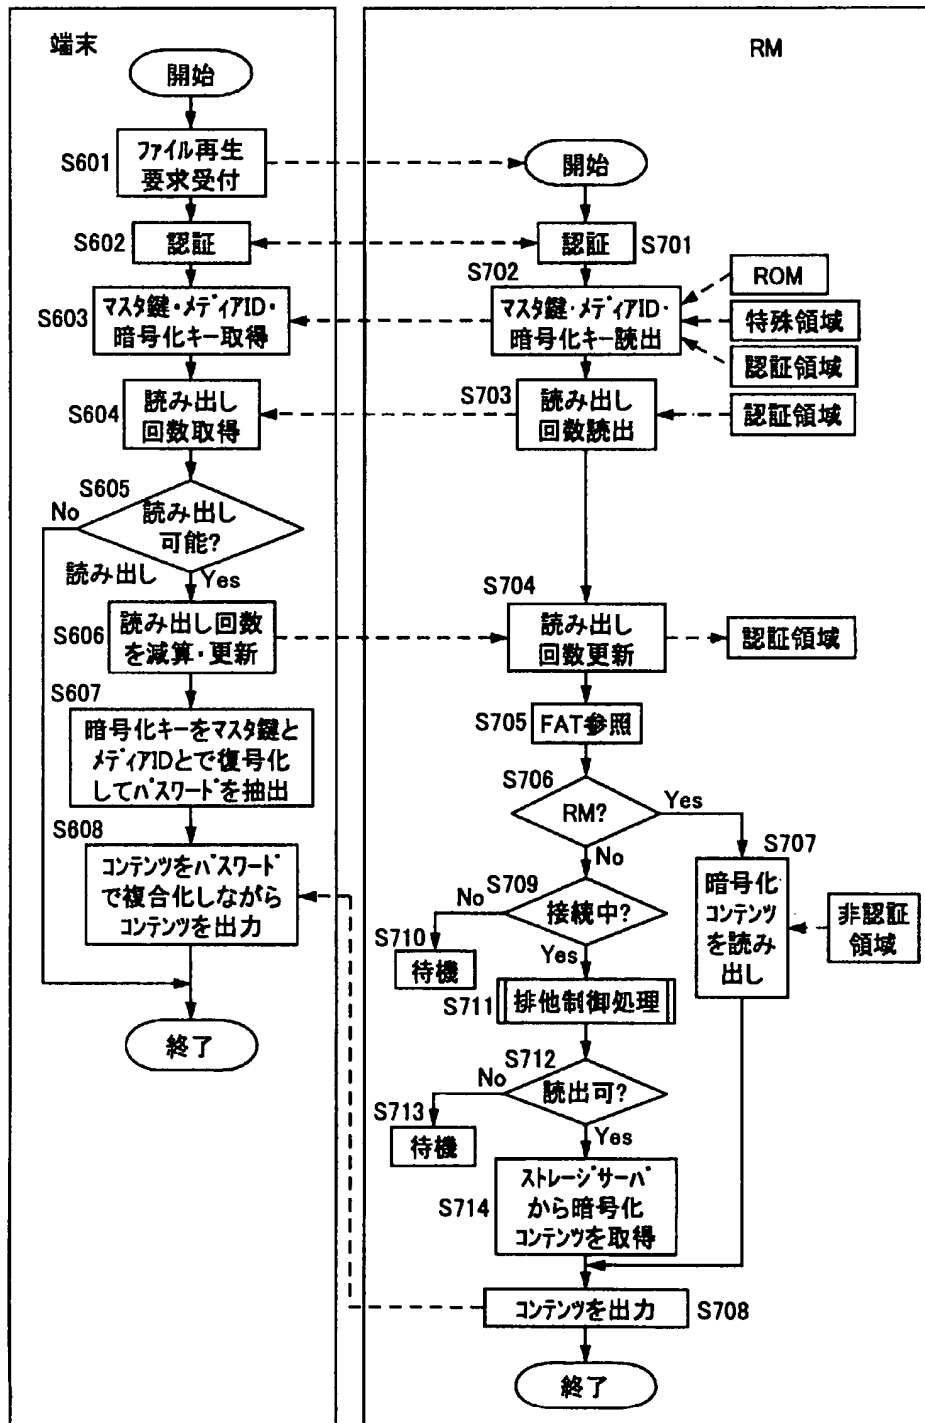 端末
開始
S601
ファイル再生
要求受付
S602
認証
S603
マスタ鍵・メディアID・
暗号化キー取得
S604
読み出し
回数取得
S605
読み出し
可能?
No
読み出し
Yes
S606
読み出し回数
を減算・更新
S607
暗号化キーをマスタ鍵と
メディアIDとで復号化
してパスワードを抽出
S608
コンテンツをパスワード
で複合化しながら
コンテンツを出力
終了
RM
開始
認証
S701
S702
マスタ鍵・メディアID・
暗号化キー読出
ROM
特殊領域
認証領域
S703
読み出し
回数読出
認証領域
S704
読み出し
回数更新
認証領域
S705
FAT参照
S706
RM?
Yes
No
S707
暗号化
コンテンツ
を読み
出し
非認証
領域
S709
接続中?
No
S710
待機
Yes
S711
排他制御処理
S712
読出可?
No
S713
待機
Yes
S714
ストレージサーバ
から暗号化
コンテンツを取得
コンテンツを出力
S708
終了